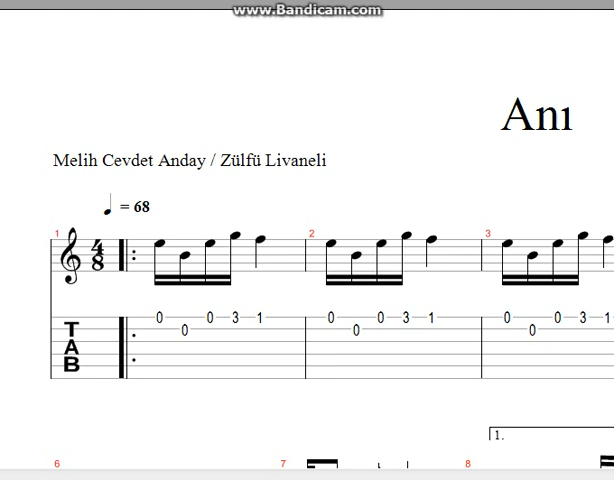 www.Bandicam.com
Anı
Melih Cevdet Anday / Zülfü Livaneli
♩ = 68
1 2 3
4
8
T 0 0 3 1 0 0 3 1 0 0 3 1
A 0 0 0
B
1.
6 7 8